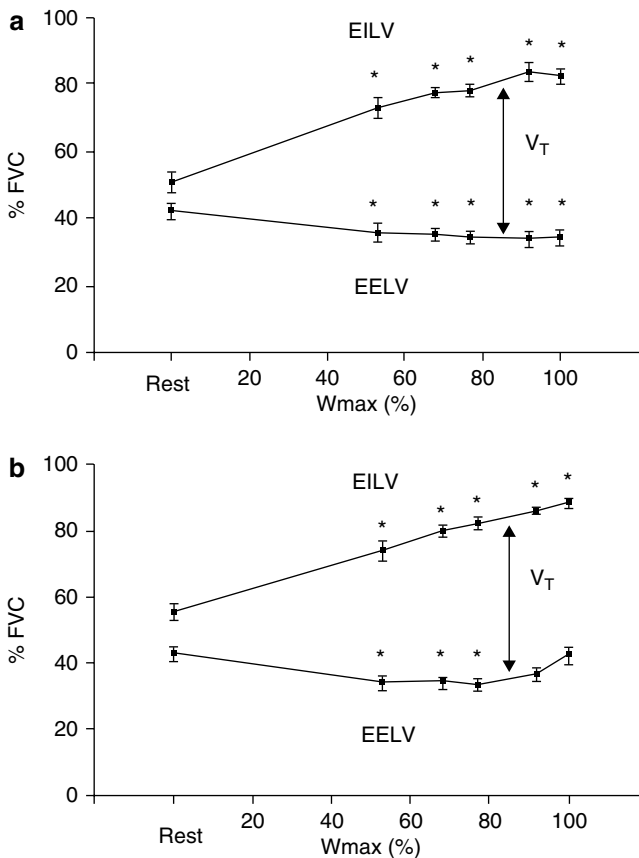 a
100
80
60
40
20
0
% FVC
EILV
* * * * *
V_T
* * * * *
EELV
Rest 20 40 60 80 100
Wmax (%)
b
100
80
60
40
20
0
% FVC
EILV
* * * * *
V_T
* * *
EELV
Rest 20 40 60 80 100
Wmax (%)